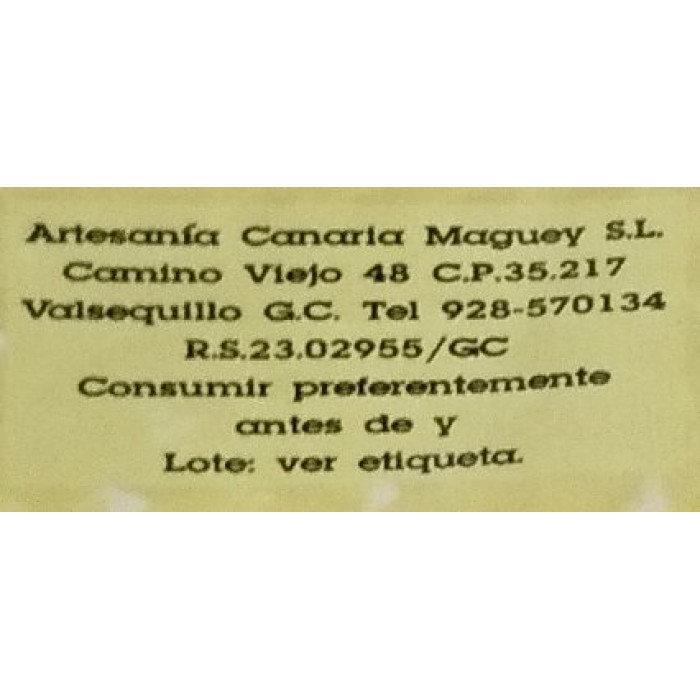 Artesanía Canaria Maguey S.L.
Camino Viejo 48 C.P.35.217
Valsequillo G.C. Tel 928-570134
R.S.23.02955/GC
Consumir preferentemente
antes de y
Lote: ver etiqueta.